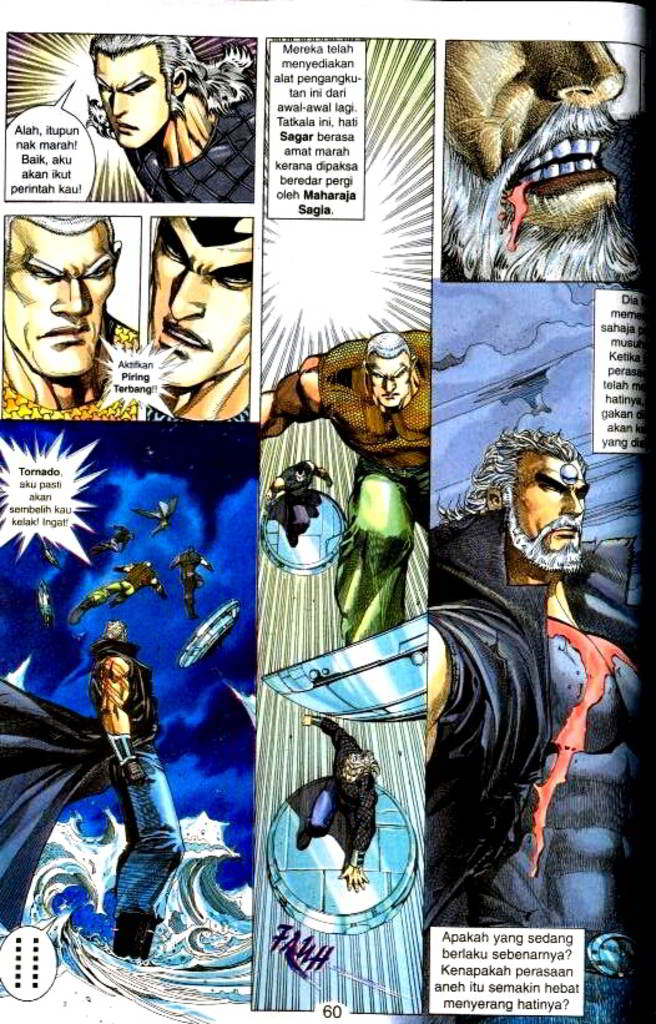 Alah, itupun
nak marah!
Baik, aku
akan ikut
perintah kau!
Aktifkan
Piring
Terbang!!
Tornado,
aku pasti
akan
sembelih kau
kelak! Ingat!
!! !! !! !! !!
Mereka telah
menyediakan
alat pengangku-
tan ini dari
awal-awal lagi.
Tatkala ini, hati
Sagar berasa
amat marah
kerana dipaksa
beredar pergi
oleh Maharaja
Sagia.
60
Dia
sahaja
Ketika
telah
hatinya,
akan
yang
Apakah yang sedang
berlaku sebenarnya?
Kenapakah perasaan
aneh itu semakin hebat
menyerang hatinya?